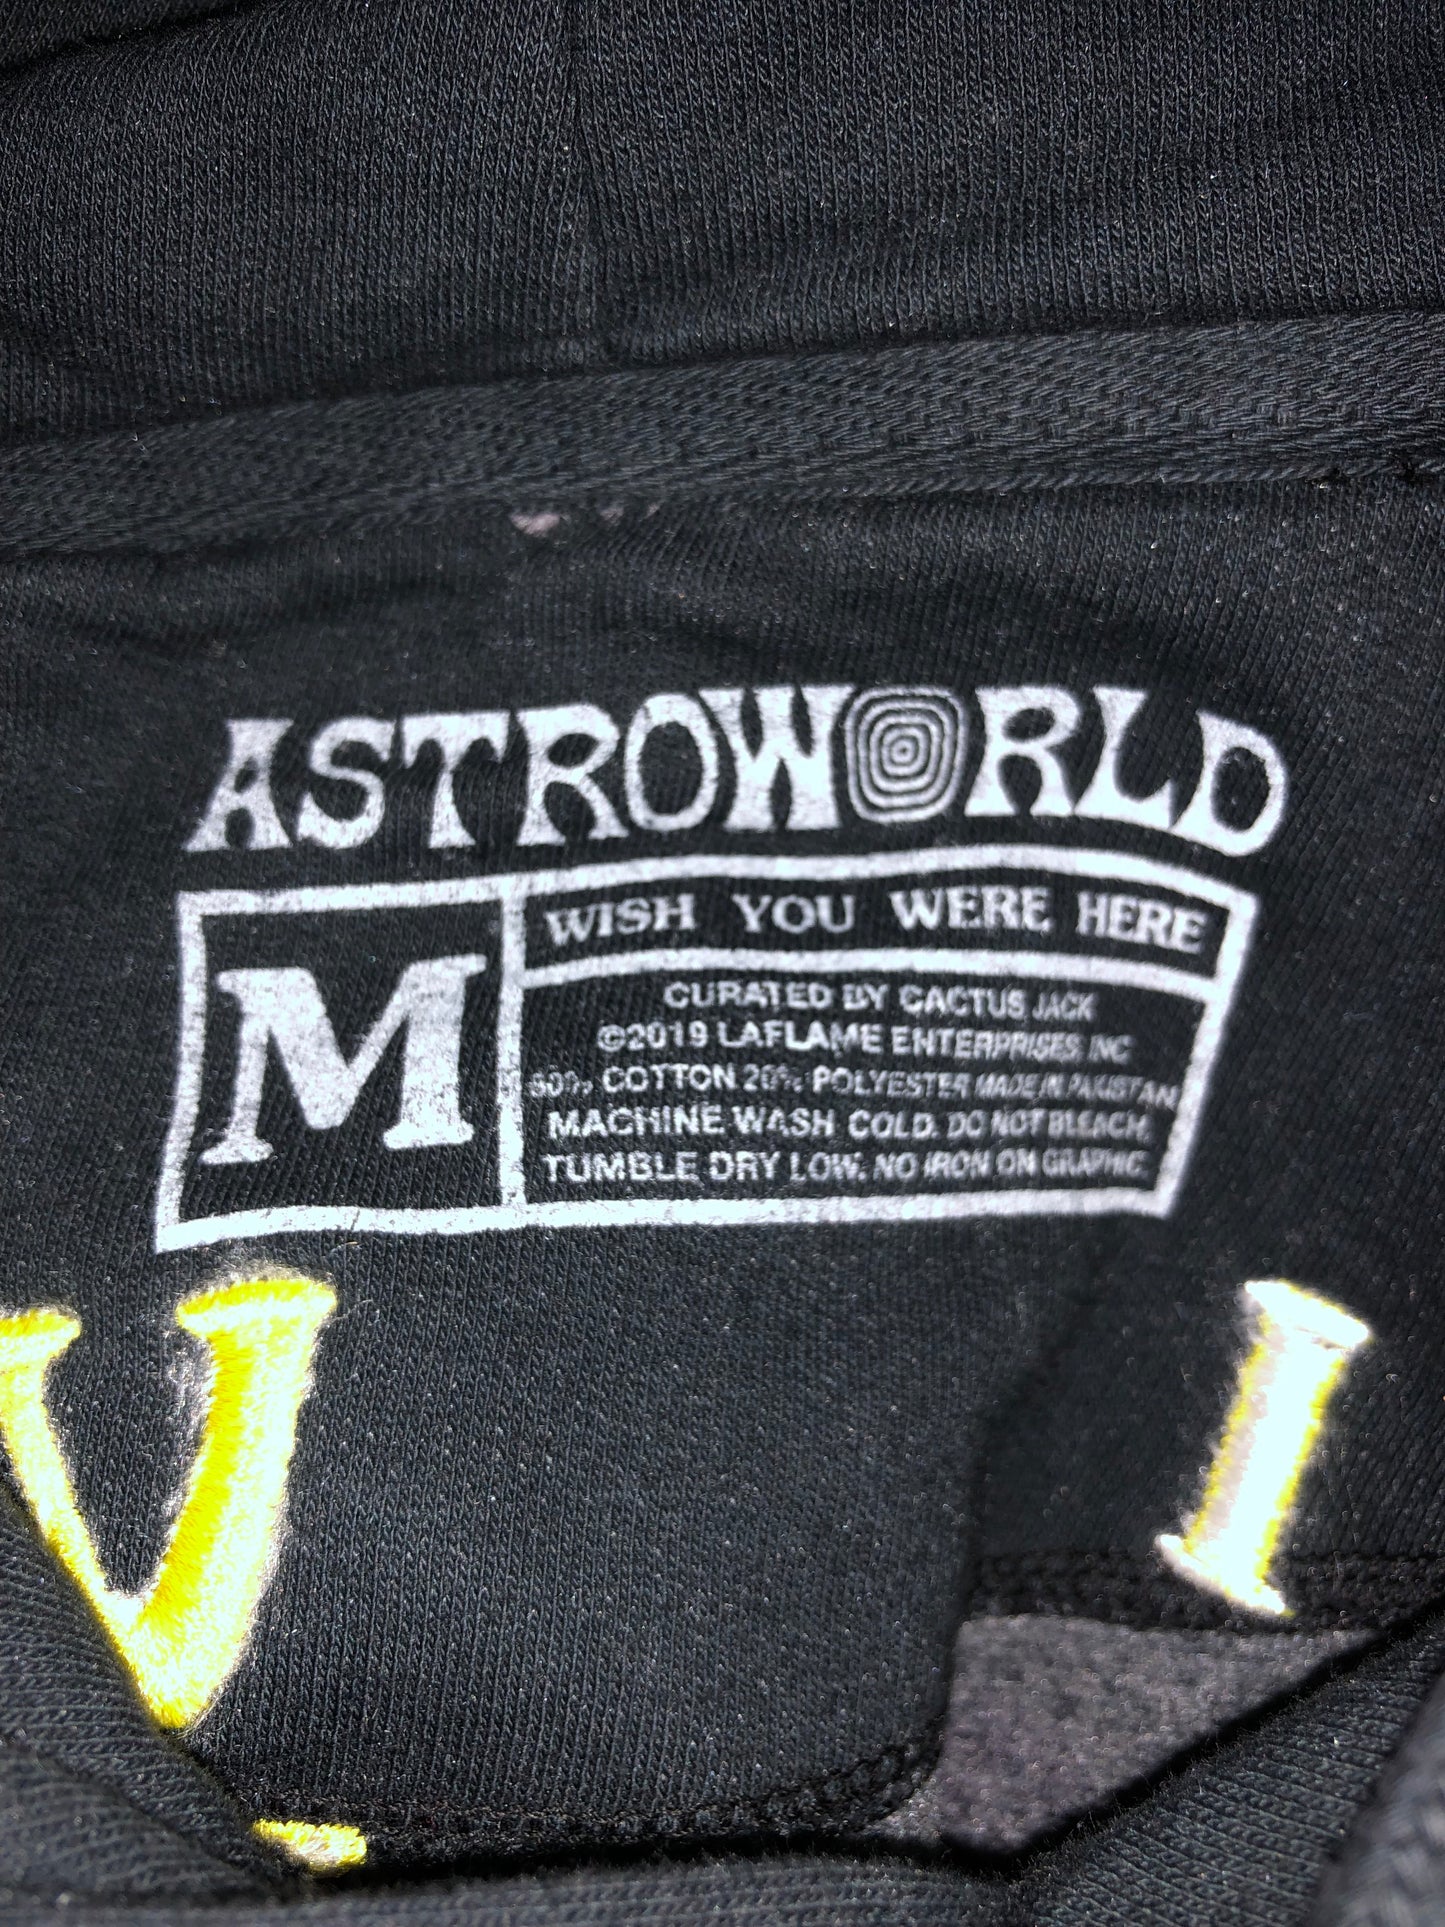 ASTROWORLD
M
WISH YOU WERE HERE
CURATED BY CACTUS JACK
©2019 LAFLAME ENTERPRISES, INC
80% COTTON 20% POLYESTER MADE IN PAKISTAN
MACHINE WASH COLD. DO NOT BLEACH.
TUMBLE DRY LOW. NO IRON ON GRAPHIC.
V I